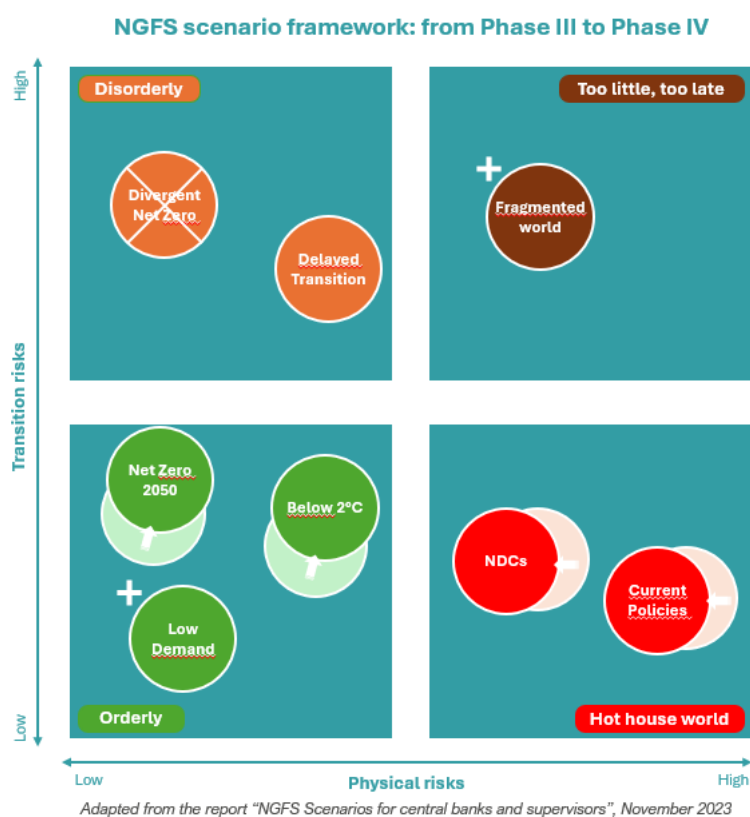 NGFS scenario framework: from Phase III to Phase IV
High
Disorderly
Too little, too late
Divergent
Net Zero
Fragmented
world
Delayed
Transition
Transition risks
Net Zero
2050
Below 2°C
NDCs
Current
Policies
Low
Demand
Orderly
Hot house world
Low
Low
Physical risks
High
Adapted from the report “NGFS Scenarios for central banks and supervisors”, November 2023